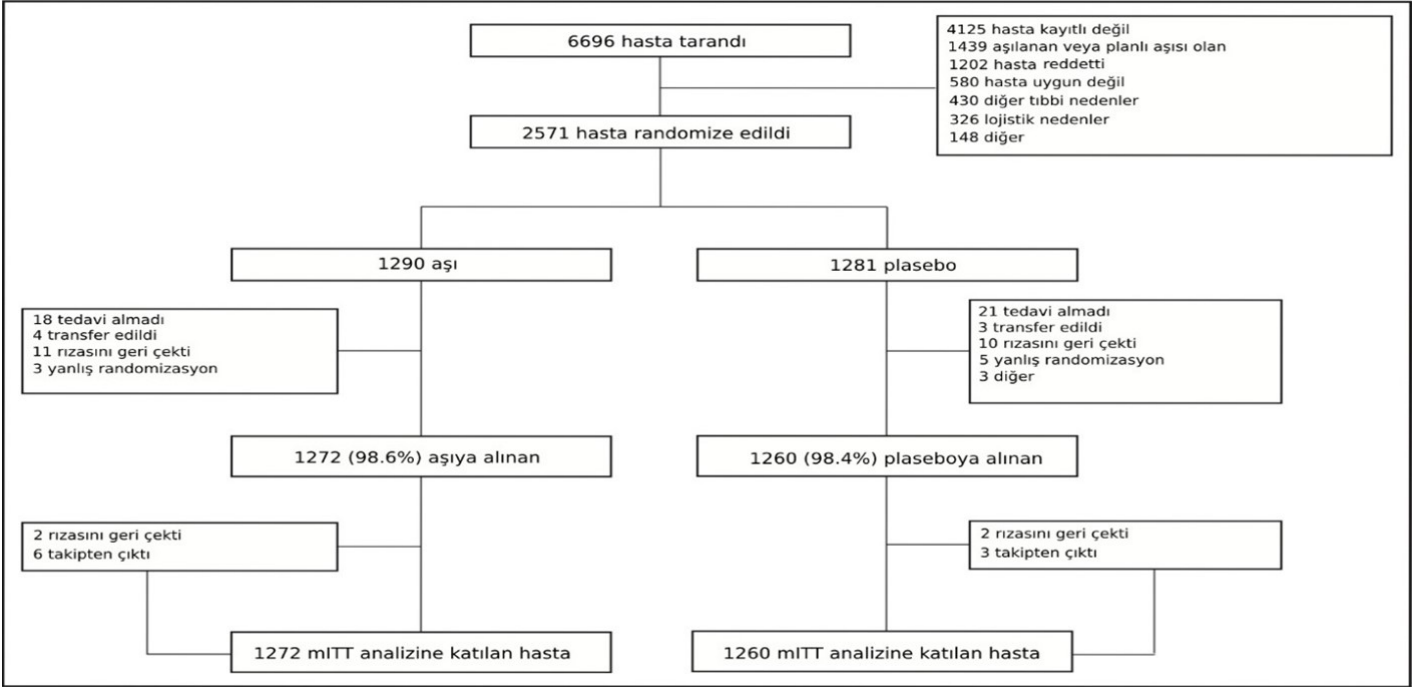 6696 hasta tarandı
4125 hasta kayıtlı değil
1439 aşılanan veya planlı aşısı olan
1202 hasta reddetti
580 hasta uygun değil
430 diğer tıbbi nedenler
326 lojistik nedenler
148 diğer
2571 hasta randomize edildi
1290 aşı
1281 plasebo
18 tedavi almadı
4 transfer edildi
11 rızasını geri çekti
3 yanlış randomizasyon
21 tedavi almadı
3 transfer edildi
10 rızasını geri çekti
5 yanlış randomizasyon
3 diğer
1272 (98.6%) aşıya alınan
1260 (98.4%) plaseboya alınan
2 rızasını geri çekti
6 takipten çıktı
2 rızasını geri çekti
3 takipten çıktı
1272 mITT analizine katılan hasta
1260 mITT analizine katılan hasta